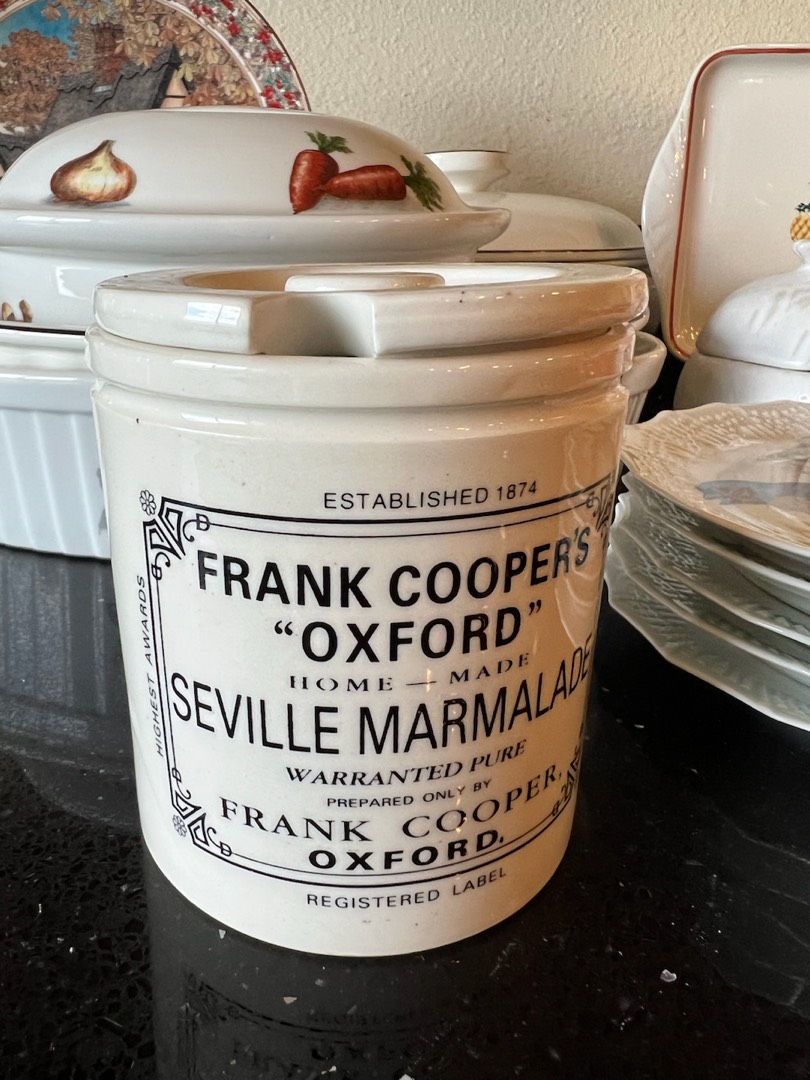 ESTABLISHED 1874
FRANK COOPER'S
“OXFORD”
HOME — MADE
SEVILLE MARMALADE
WARRANTED PURE
PREPARED ONLY BY
FRANK COOPER,
OXFORD.
REGISTERED LABEL
HIGHEST AWARDS